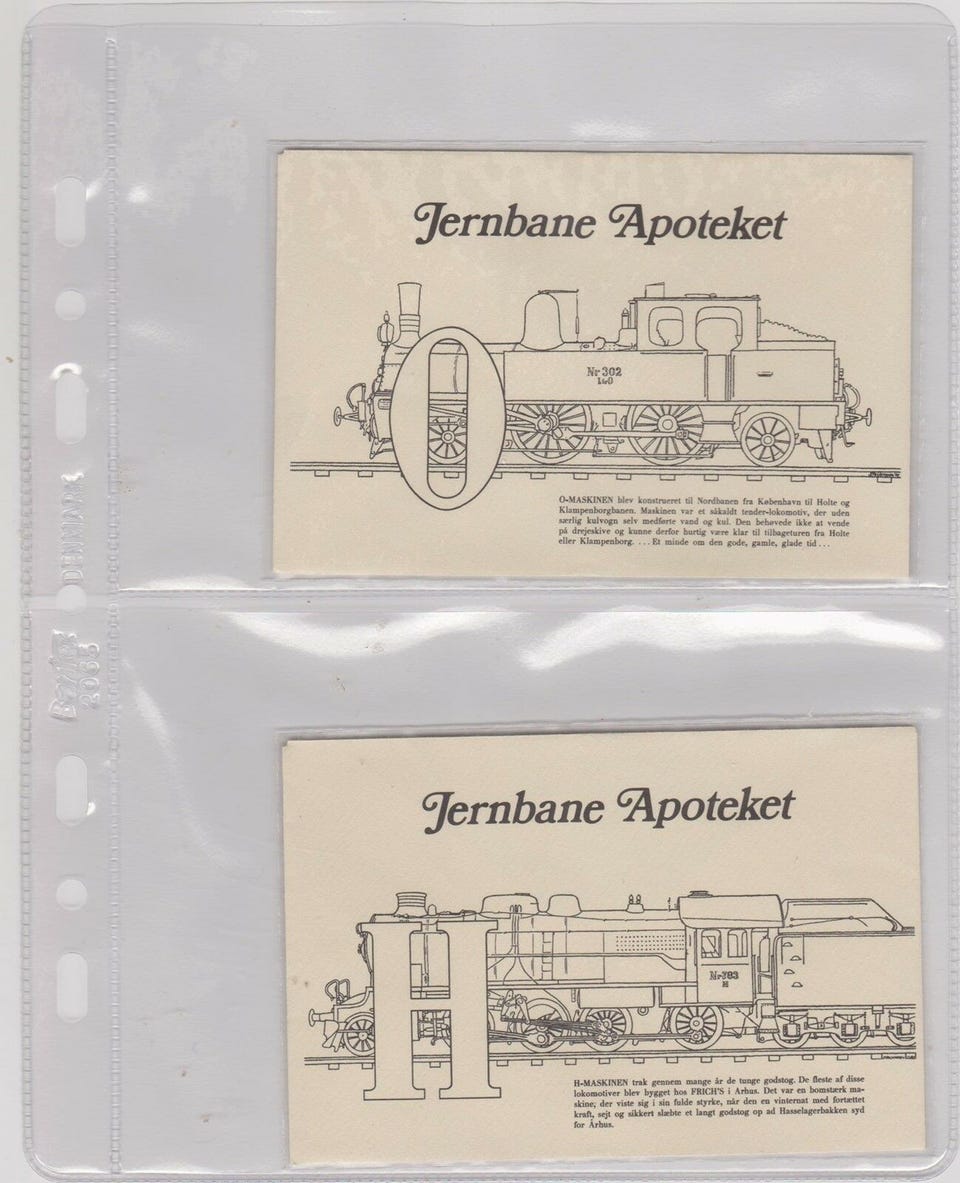 Jernbane Apoteket
Nr 302
O
O-MASKINEN blev konstrueret til Nordbanen fra København til Holte og
Klampenborgbanen. Maskinen var et såkaldt tender-lokomotiv, der uden
særlig kulvogn selv medførte vand og kul. Den behøvede ikke at vende
på drejeskive og kunne derfor hurtig være klar til tilbageturen fra Holte
eller Klampenborg. ... Et minde om den gode, gamle, glade tid ...
DENMARK
2065
Jernbane Apoteket
Nr 783
H
H
H-MASKINEN trak gennem mange år de tunge godstog. De fleste af disse
lokomotiver blev bygget hos FRICH'S i Århus. Det var en bomstærk ma-
skine, der viste sig i sin fulde styrke, når den en vinternat med fortættet
kraft, sejt og sikkert slæbte et langt godstog op ad Hasselagerbakken syd
for Århus.